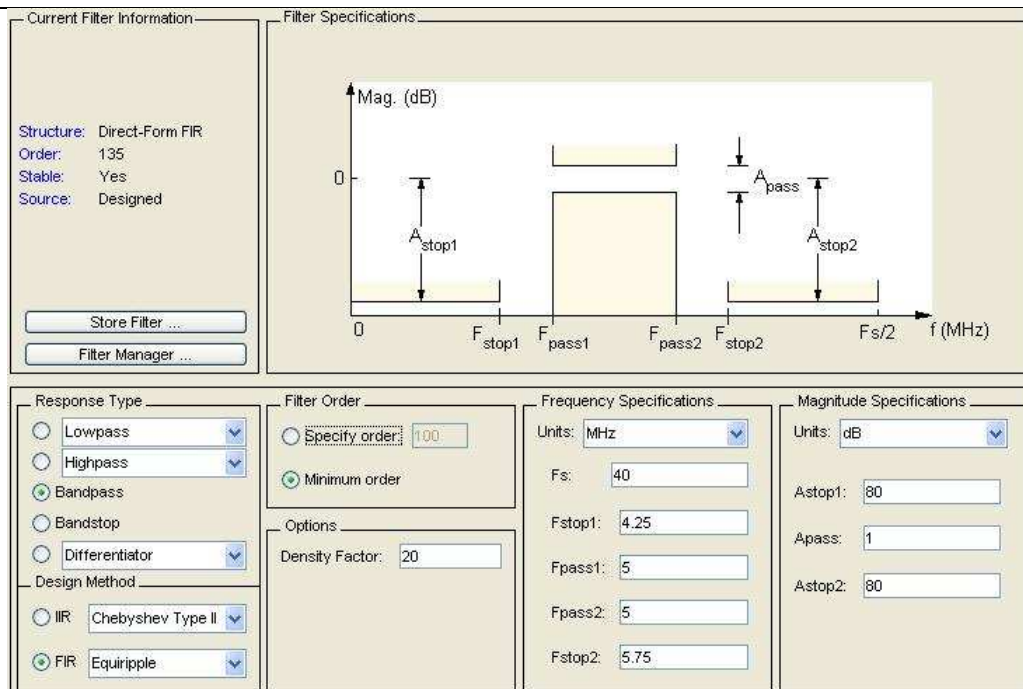 Current Filter Information
Structure: Direct-Form FIR
Order: 135
Stable: Yes
Source: Designed
Store Filter ...
Filter Manager ...
Filter Specifications
Mag. (dB)
0
Astop1
Apass
Astop2
0
Fstop1
Fpass1
Fpass2
Fstop2
Fs/2
f (MHz)
Response Type
Lowpass
Highpass
Bandpass
Bandstop
Differentiator
Design Method
IIR Chebyshev Type II
FIR Equiripple
Filter Order
Specify order: 100
Minimum order
Options
Density Factor: 20
Frequency Specifications
Units: MHz
Fs: 40
Fstop1: 4.25
Fpass1: 5
Fpass2: 5
Fstop2: 5.75
Magnitude Specifications
Units: dB
Astop1: 80
Apass: 1
Astop2: 80